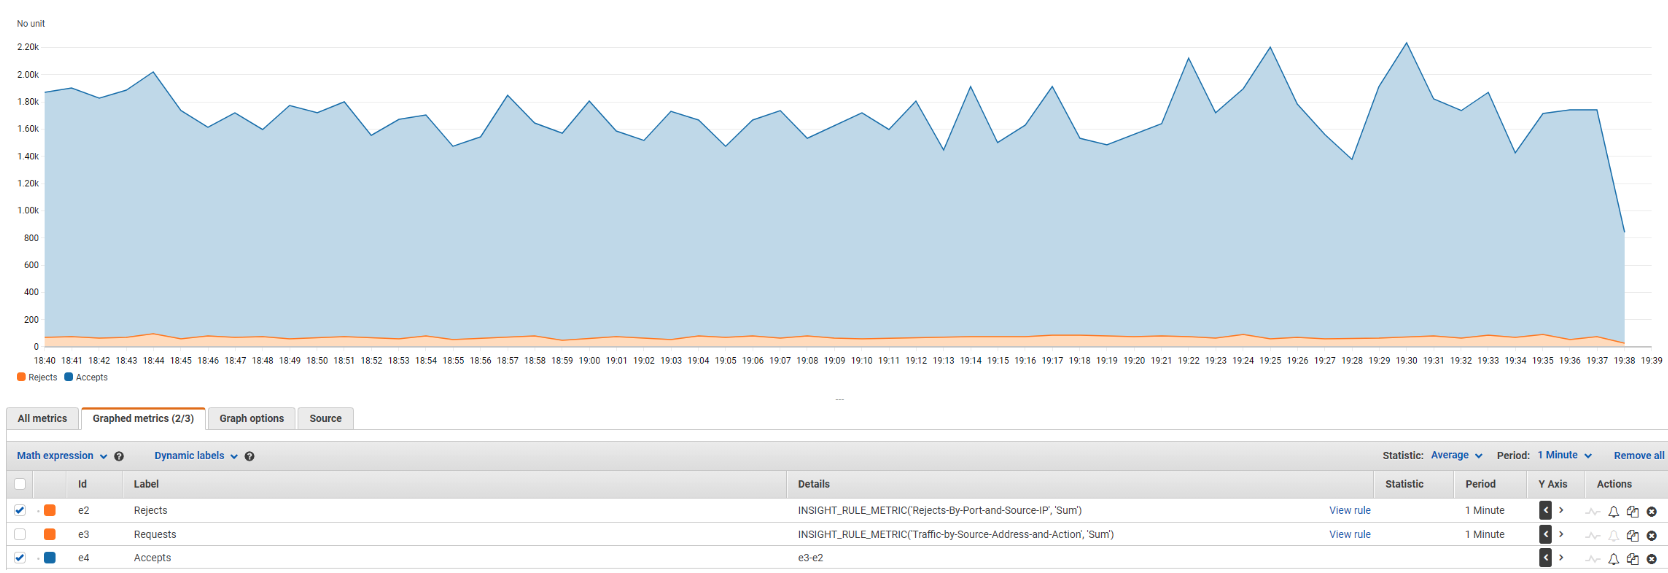 No unit
2.20k
2.00k
1.80k
1.60k
1.40k
1.20k
1.00k
800
600
400
200
0
18:40 18:41 18:42 18:43 18:44 18:45 18:46 18:47 18:48 18:49 18:50 18:51 18:52 18:53 18:54 18:55 18:56 18:57 18:58 18:59 19:00 19:01 19:02 19:03 19:04 19:05 19:06 19:07 19:08 19:09 19:10 19:11 19:12 19:13 19:14 19:15 19:16 19:17 19:18 19:19 19:20 19:21 19:22 19:23 19:24 19:25 19:26 19:27 19:28 19:29 19:30 19:31 19:32 19:33 19:34 19:35 19:36 19:37 19:38 19:39
Rejects Accepts
All metrics Graphed metrics (2/3) Graph options Source
Math expression Dynamic labels Statistic: Average Period: 1 Minute Remove all
Id Label Details Statistic Period Y Axis Actions
e2 Rejects INSIGHT_RULE_METRIC('Rejects-By-Port-and-Source-IP', 'Sum') View rule 1 Minute
e3 Requests INSIGHT_RULE_METRIC('Traffic-by-Source-Address-and-Action', 'Sum') View rule 1 Minute
e4 Accepts e3-e2